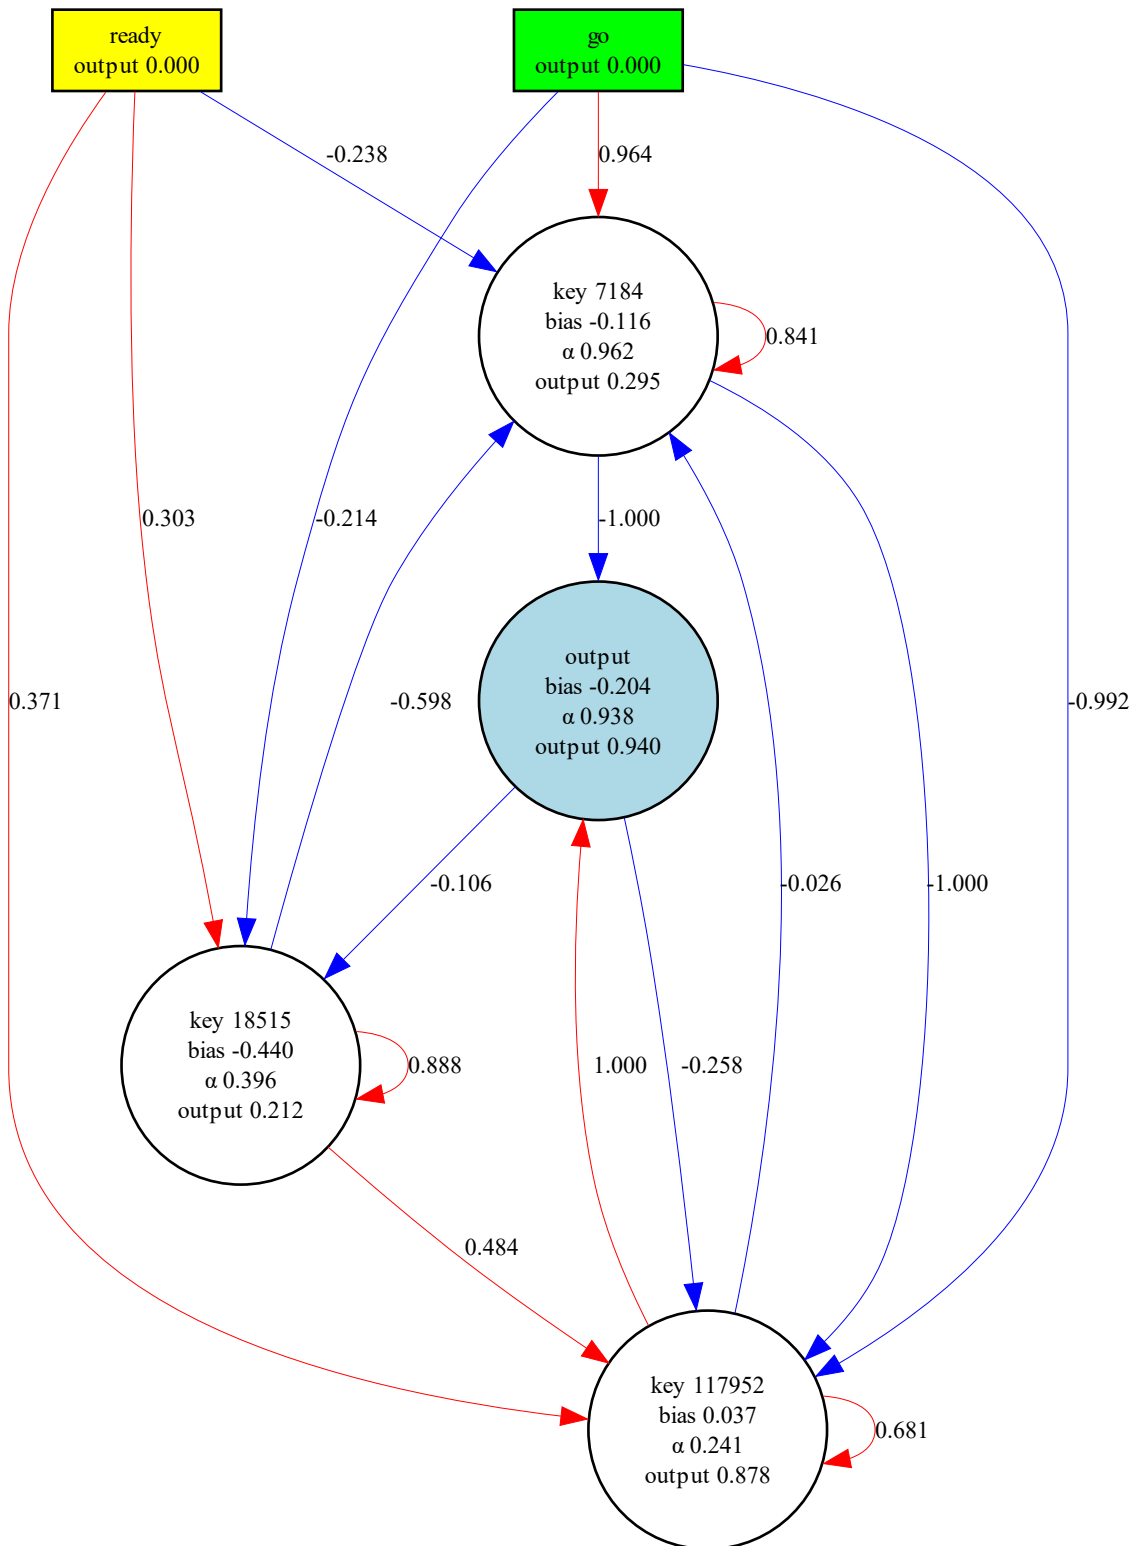 ready
output 0.000
go
output 0.000
-0.238
0.964
key 7184
bias -0.116
α 0.962
output 0.295
0.841
0.303
-0.214
-1.000
output
bias -0.204
α 0.938
output 0.940
0.371
-0.598
-0.992
-0.106
-0.026
-1.000
key 18515
bias -0.440
α 0.396
output 0.212
0.888
1.000
-0.258
0.484
key 117952
bias 0.037
α 0.241
output 0.878
0.681